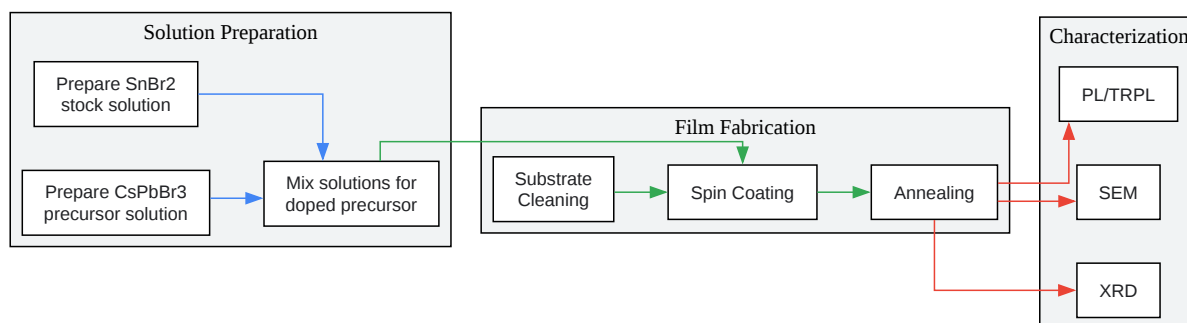 Solution Preparation
Prepare SnBr2
stock solution
Prepare CsPbBr3
precursor solution
Mix solutions for
doped precursor
Film Fabrication
Substrate
Cleaning
Spin Coating
Annealing
Characterization
PL/TRPL
SEM
XRD